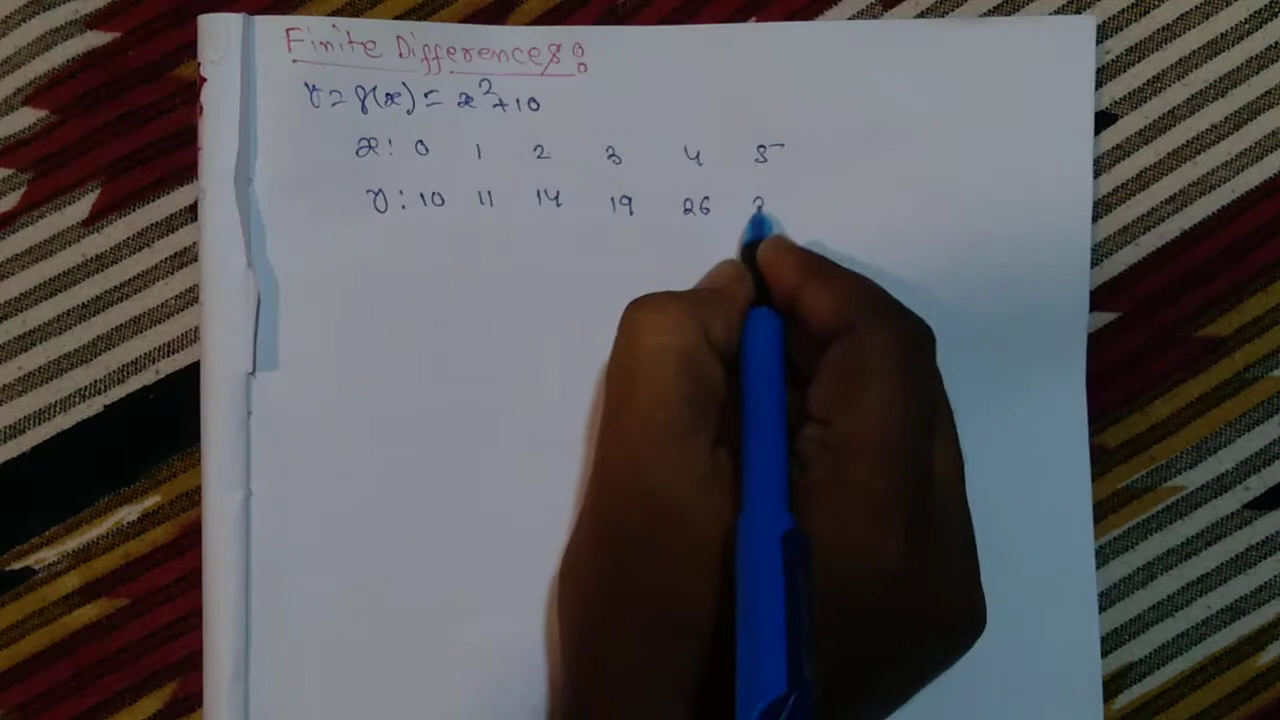 Finite Differences:
y = f(x) = x²+10
x: 0 1 2 3 4 5
y: 10 11 14 19 26